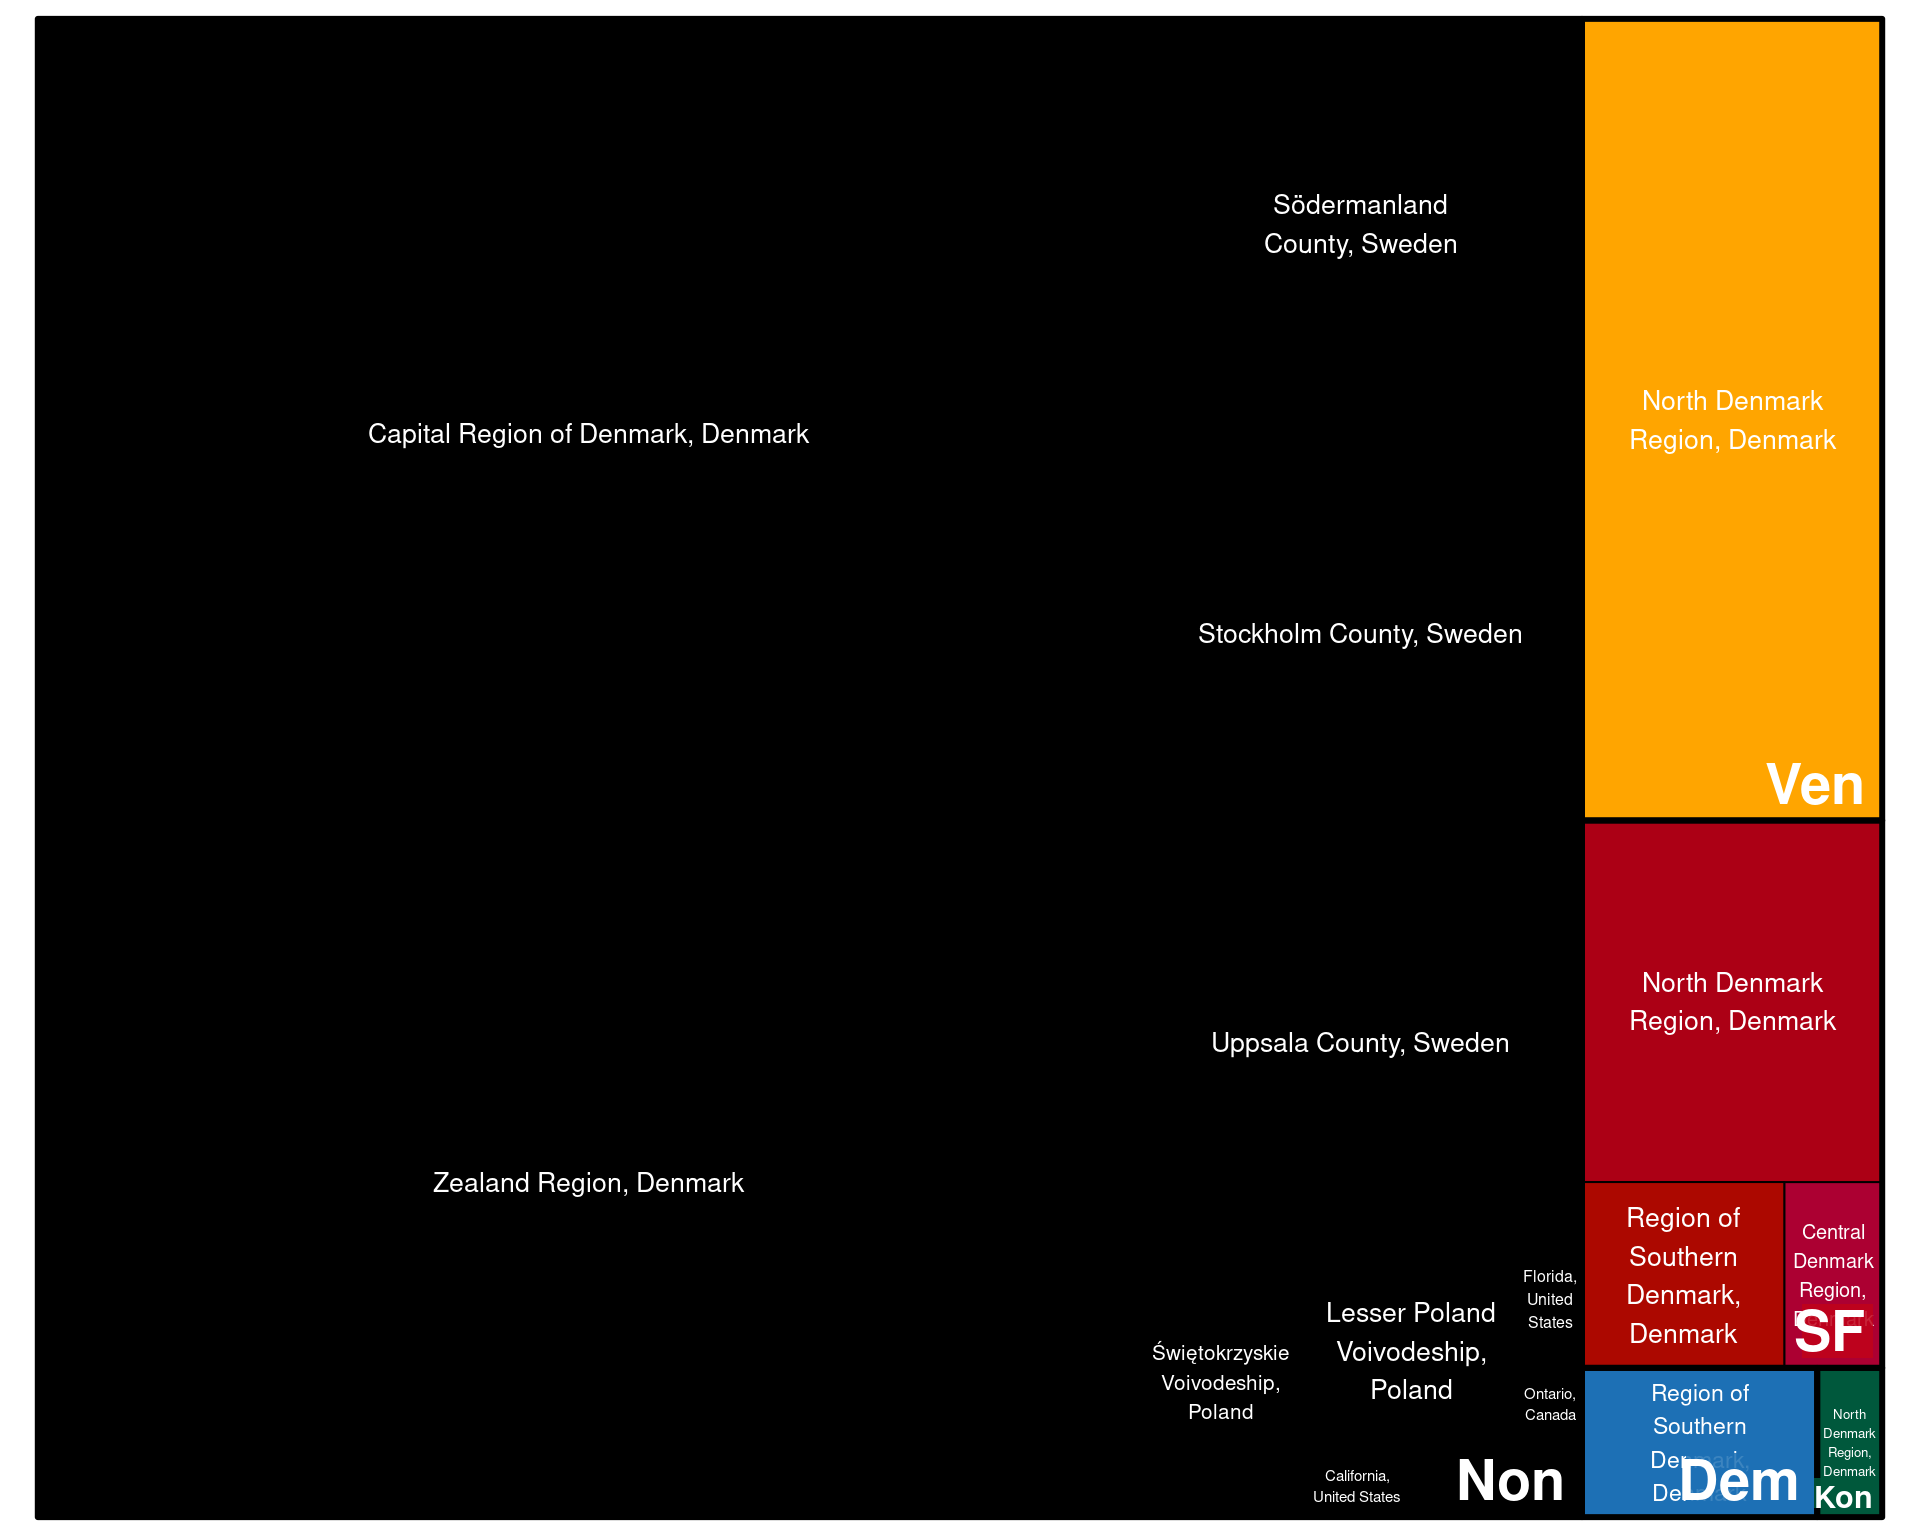 Capital Region of Denmark, Denmark
Zealand Region, Denmark
Södermanland
County, Sweden
Stockholm County, Sweden
Uppsala County, Sweden
Świętokrzyskie
Voivodeship,
Poland
Lesser Poland
Voivodeship,
Poland
Florida,
United
States
Ontario,
Canada
California,
United States
Non
North Denmark
Region, Denmark
Ven
North Denmark
Region, Denmark
Region of
Southern
Denmark,
Denmark
Central
Denmark
Region,
Denmark
SF
Region of
Southern
Denmark,
Denmark
Dem
North
Denmark
Region,
Denmark
Kon